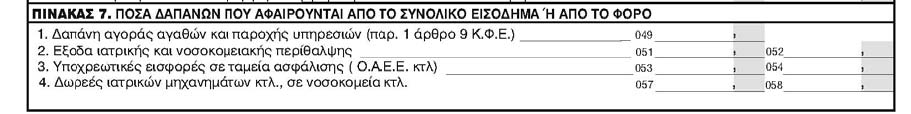 ΠΙΝΑΚΑΣ 7. ΠΟΣΑ ΔΑΠΑΝΩΝ ΠΟΥ ΑΦΑΙΡΟΥΝΤΑΙ ΑΠΟ ΤΟ ΣΥΝΟΛΙΚΟ ΕΙΣΟΔΗΜΑ Ή ΑΠΟ ΤΟ ΦΟΡΟ
1. Δαπάνη αγοράς αγαθών και παροχής υπηρεσιών (παρ. 1 άρθρο 9 Κ.Φ.Ε.) 049 ,
2. Εξοδα ιατρικής και νοσοκομειακής περίθαλψης 051 , 052 ,
3. Υποχρεωτικές εισφορές σε ταμεία ασφάλισης ( Ο.Α.Ε.Ε. κτλ) 053 , 054 ,
4. Δωρεές ιατρικών μηχανημάτων κτλ., σε νοσοκομεία κτλ. 057 , 058 ,